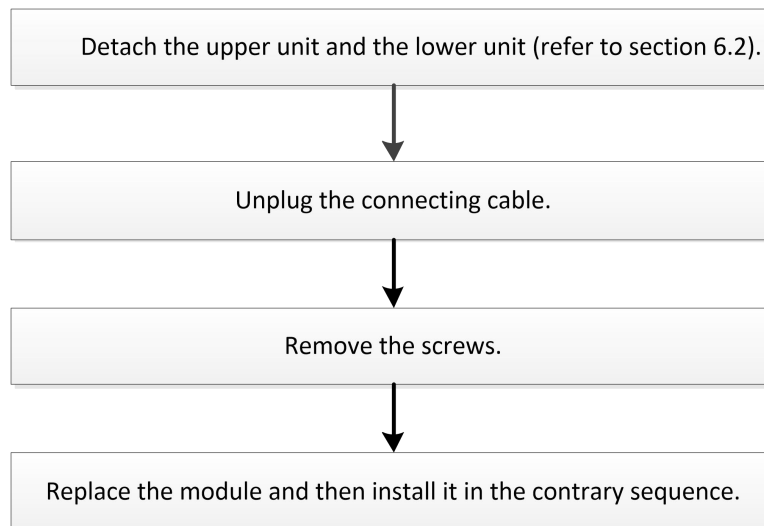 Detach the upper unit and the lower unit (refer to section 6.2).
Unplug the connecting cable.
Remove the screws.
Replace the module and then install it in the contrary sequence.